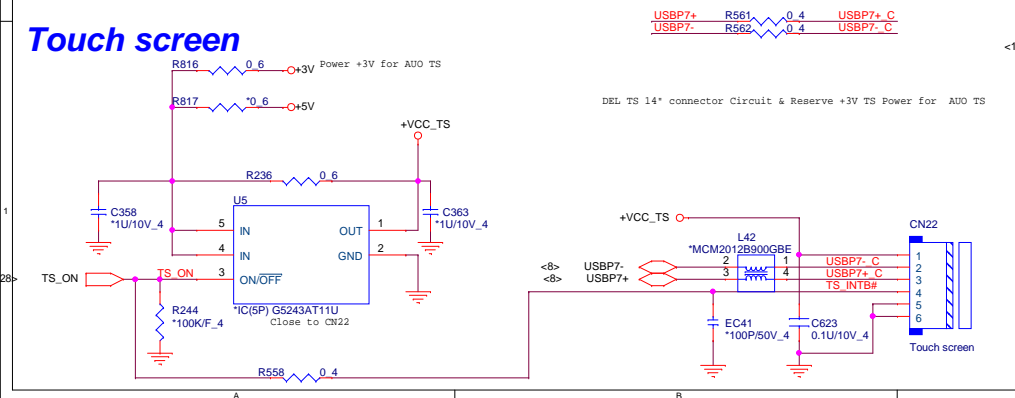 USBP7+ R561 0_4 USBP7+_C
USBP7- R562 0_4 USBP7-_C
Touch screen
<1
R816 0_6 +3V Power +3V for AUO TS
R817 *0_6 +5V
DEL TS 14" connector Circuit & Reserve +3V TS Power for AUO TS
+VCC_TS
R236 0_6
U5
C358
*1U/10V_4
C363
*1U/10V_4
5 IN OUT 1
4 IN GND 2
3 ON/OFF
*IC(5P) G5243AT11U
Close to CN22
28> TS_ON TS_ON
R244
*100K/F_4
R558 0_4
1
+VCC_TS
CN22
L42
*MCM2012B900GBE
<8> USBP7- 2 1 USBP7-_C
<8> USBP7+ 3 4 USBP7+_C
TS_INTB#
1
2
3
4
5
6
EC41
*100P/50V_4
C623
0.1U/10V_4
Touch screen
A B